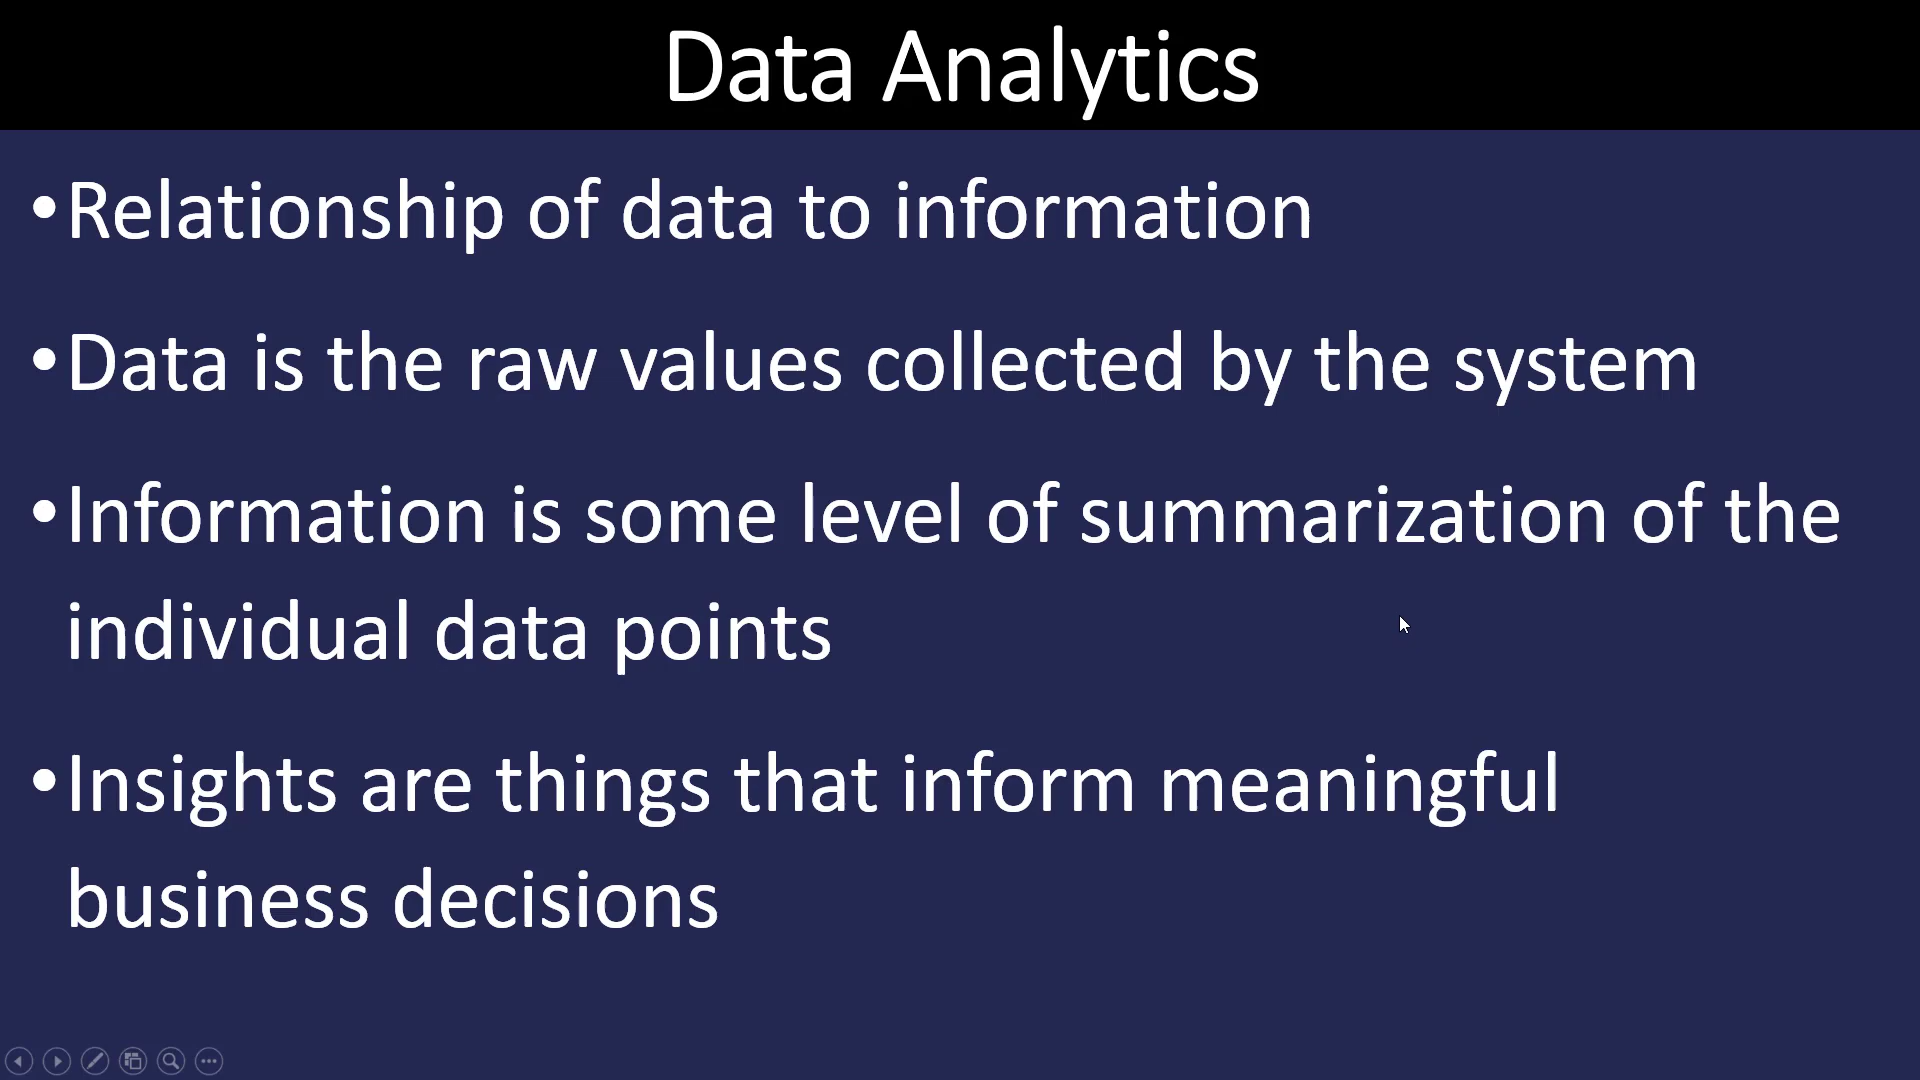 Data Analytics
•Relationship of data to information
•Data is the raw values collected by the system
•Information is some level of summarization of the
individual data points
•Insights are things that inform meaningful
business decisions